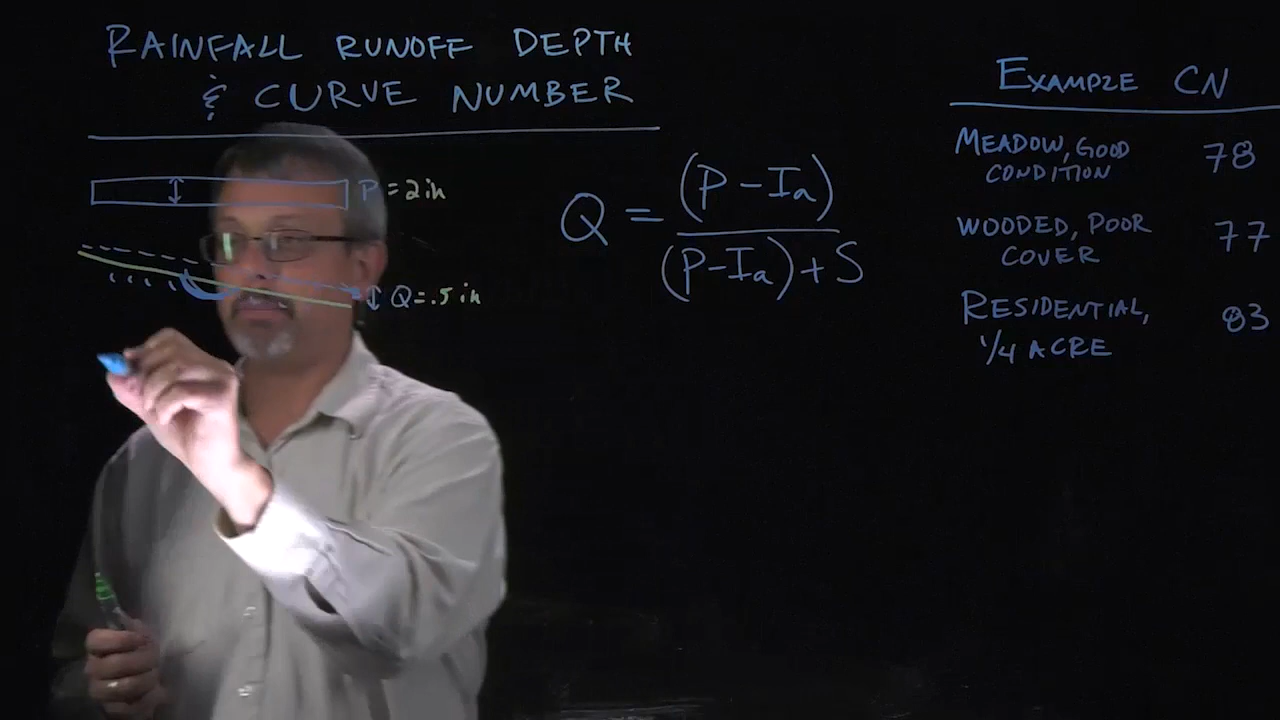 RAINFALL RUNOFF DEPTH
& CURVE NUMBER
P = 2 in
Q = .5 in
Q = (P - Ia)
(P - Ia) + S
EXAMPLE CN
MEADOW, GOOD
CONDITION 78
WOODED, POOR
COVER 77
RESIDENTIAL,
1/4 ACRE 83